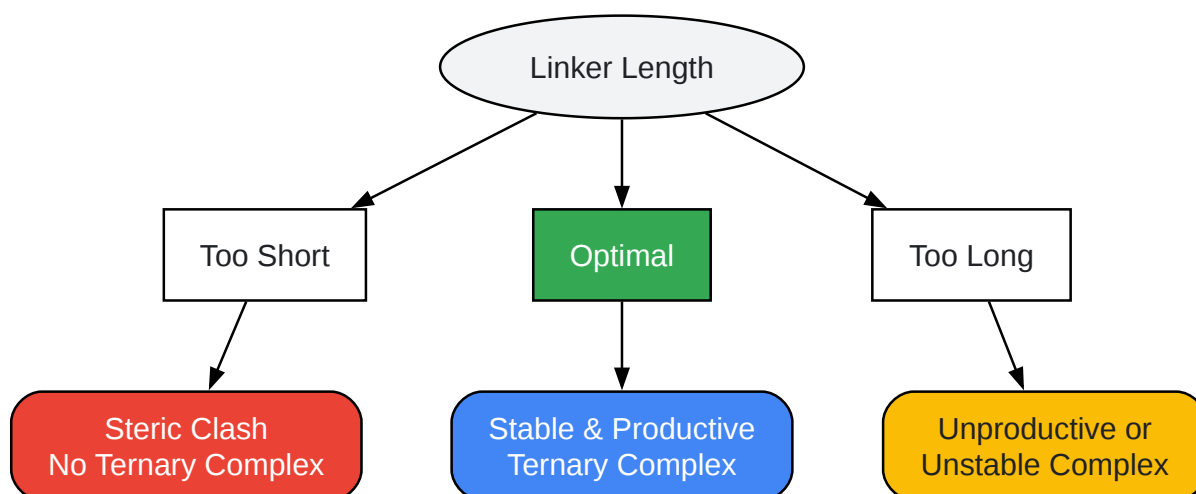 Linker Length
Too Short
Optimal
Too Long
Steric Clash
No Ternary Complex
Stable & Productive
Ternary Complex
Unproductive or
Unstable Complex